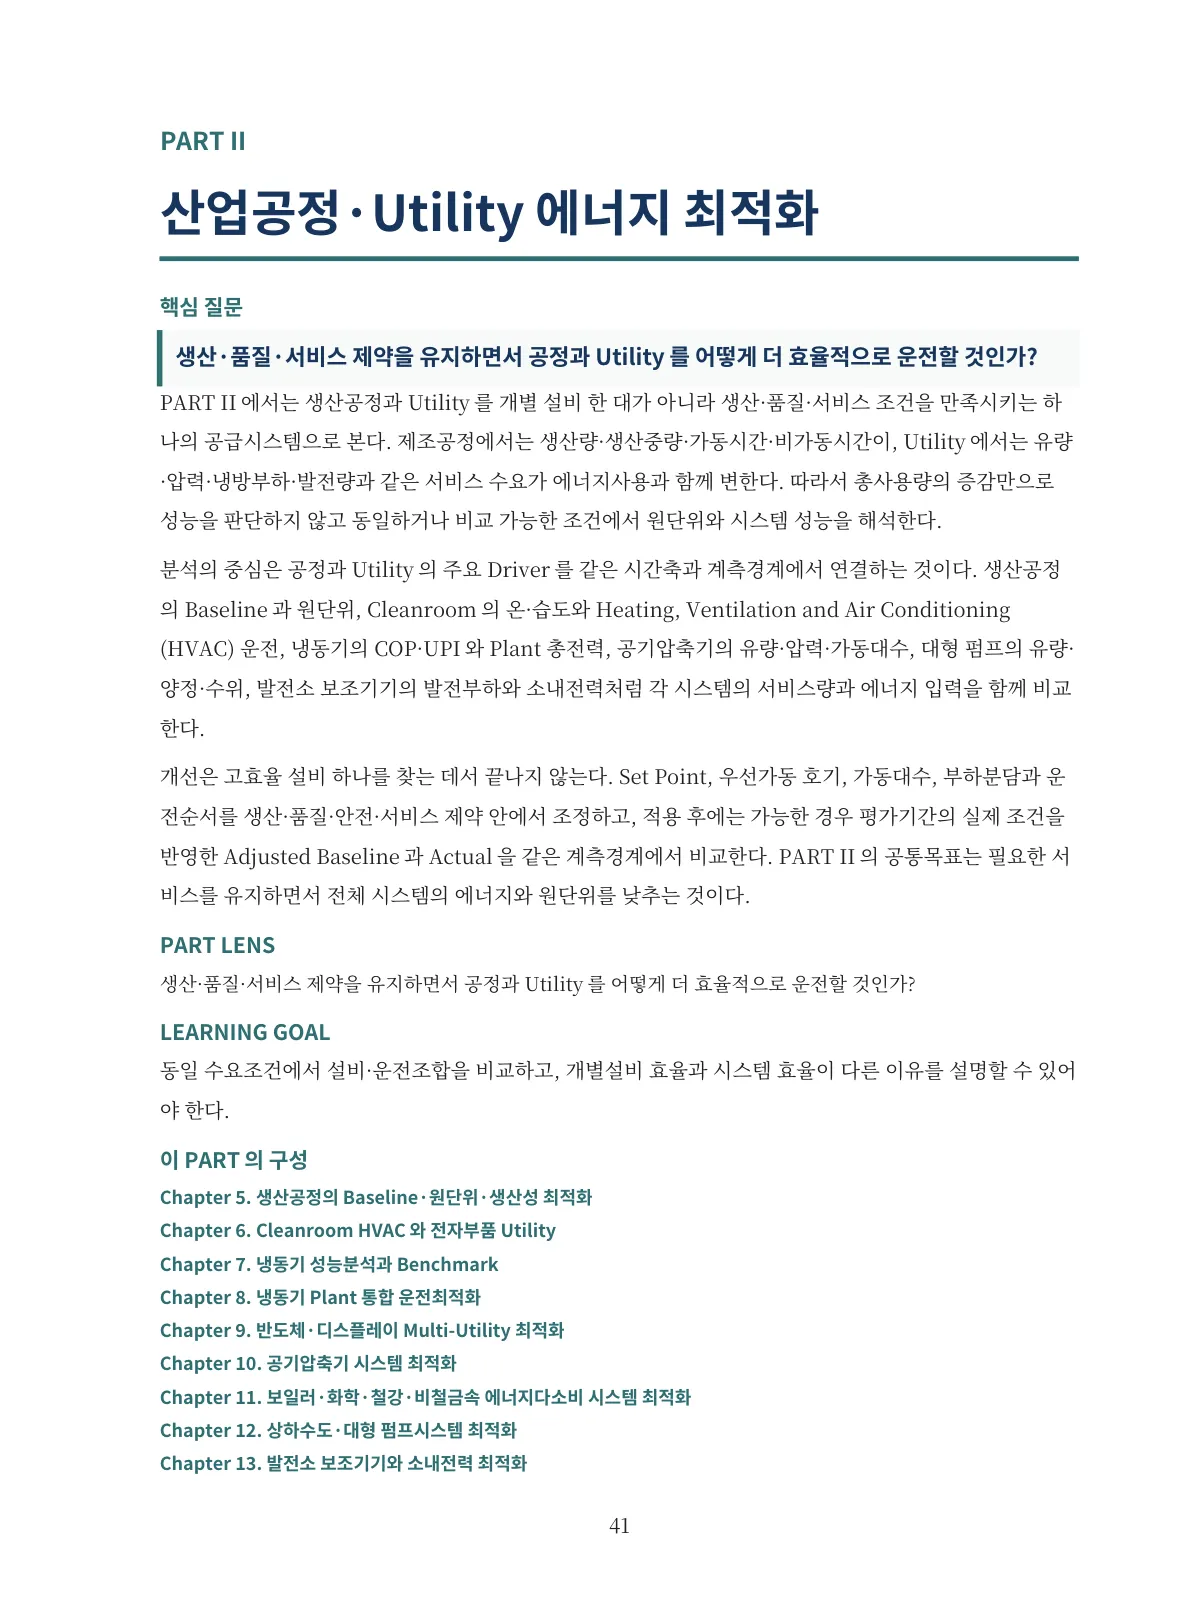 PART II
산업공정·Utility 에너지 최적화
핵심 질문
생산·품질·서비스 제약을 유지하면서 공정과 Utility 를 어떻게 더 효율적으로 운전할 것인가?
PART II 에서는 생산공정과 Utility 를 개별 설비 한 대가 아니라 생산·품질·서비스 조건을 만족시키는 하
나의 공급시스템으로 본다. 제조공정에서는 생산량·생산중량·가동시간·비가동시간이, Utility 에서는 유량
·압력·냉방부하·발전량과 같은 서비스 수요가 에너지사용과 함께 변한다. 따라서 총사용량의 증감만으로
성능을 판단하지 않고 동일하거나 비교 가능한 조건에서 원단위와 시스템 성능을 해석한다.
분석의 중심은 공정과 Utility 의 주요 Driver 를 같은 시간축과 계측경계에서 연결하는 것이다. 생산공정
의 Baseline 과 원단위, Cleanroom 의 온·습도와 Heating, Ventilation and Air Conditioning
(HVAC) 운전, 냉동기의 COP·UPI 와 Plant 총전력, 공기압축기의 유량·압력·가동대수, 대형 펌프의 유량·
양정·수위, 발전소 보조기기의 발전부하와 소내전력처럼 각 시스템의 서비스량과 에너지 입력을 함께 비교
한다.
개선은 고효율 설비 하나를 찾는 데서 끝나지 않는다. Set Point, 우선가동 호기, 가동대수, 부하분담과 운
전순서를 생산·품질·안전·서비스 제약 안에서 조정하고, 적용 후에는 가능한 경우 평가기간의 실제 조건을
반영한 Adjusted Baseline 과 Actual 을 같은 계측경계에서 비교한다. PART II 의 공통목표는 필요한 서
비스를 유지하면서 전체 시스템의 에너지와 원단위를 낮추는 것이다.
PART LENS
생산·품질·서비스 제약을 유지하면서 공정과 Utility 를 어떻게 더 효율적으로 운전할 것인가?
LEARNING GOAL
동일 수요조건에서 설비·운전조합을 비교하고, 개별설비 효율과 시스템 효율이 다른 이유를 설명할 수 있어
야 한다.
이 PART 의 구성
Chapter 5. 생산공정의 Baseline·원단위·생산성 최적화
Chapter 6. Cleanroom HVAC 와 전자부품 Utility
Chapter 7. 냉동기 성능분석과 Benchmark
Chapter 8. 냉동기 Plant 통합 운전최적화
Chapter 9. 반도체·디스플레이 Multi-Utility 최적화
Chapter 10. 공기압축기 시스템 최적화
Chapter 11. 보일러·화학·철강·비철금속 에너지다소비 시스템 최적화
Chapter 12. 상하수도·대형 펌프시스템 최적화
Chapter 13. 발전소 보조기기와 소내전력 최적화
41